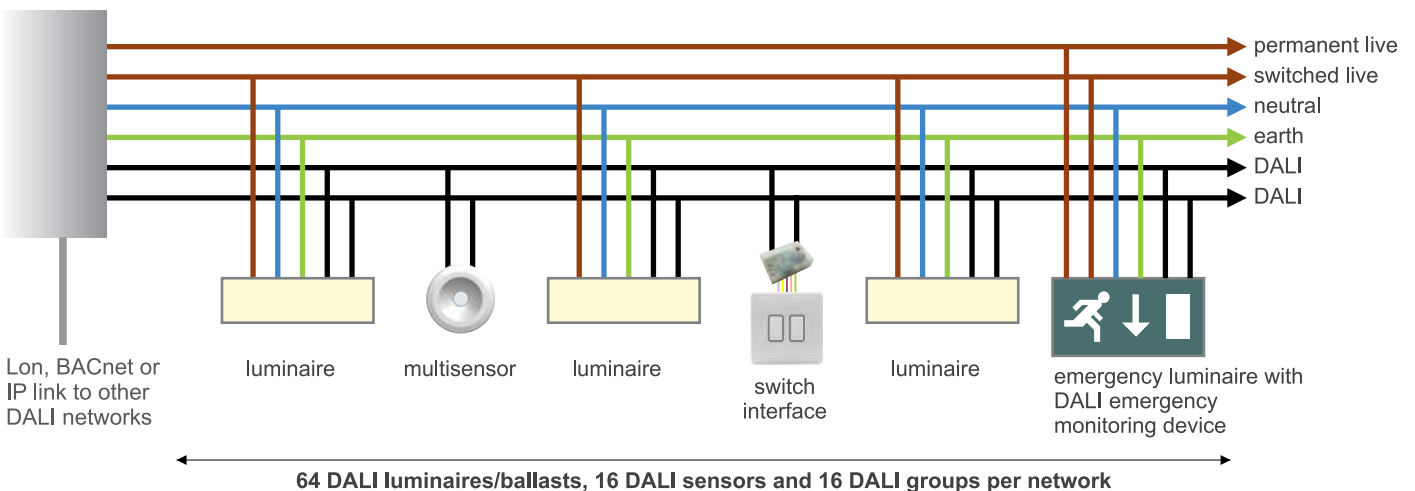 permanent live
switched live
neutral
earth
DALI
DALI
Lon, BACnet or
IP link to other
DALI networks
luminaire
multisensor
luminaire
switch
interface
luminaire
emergency luminaire with
DALI emergency
monitoring device
64 DALI luminaires/ballasts, 16 DALI sensors and 16 DALI groups per network